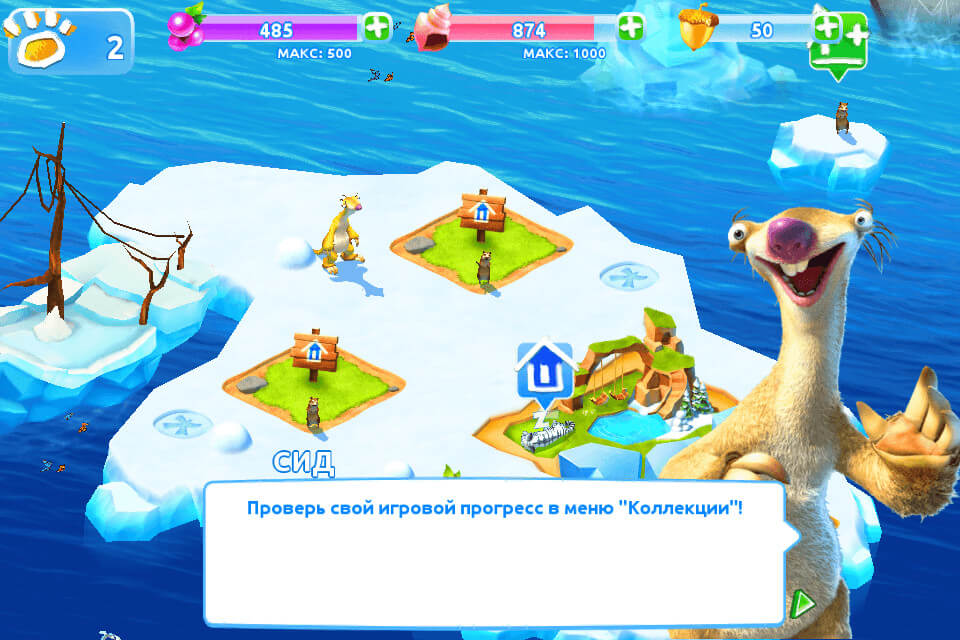 2
485
МАКС: 500
874
МАКС: 1000
50
Z
СИД
Проверь свой игровой прогресс в меню "Коллекции"!